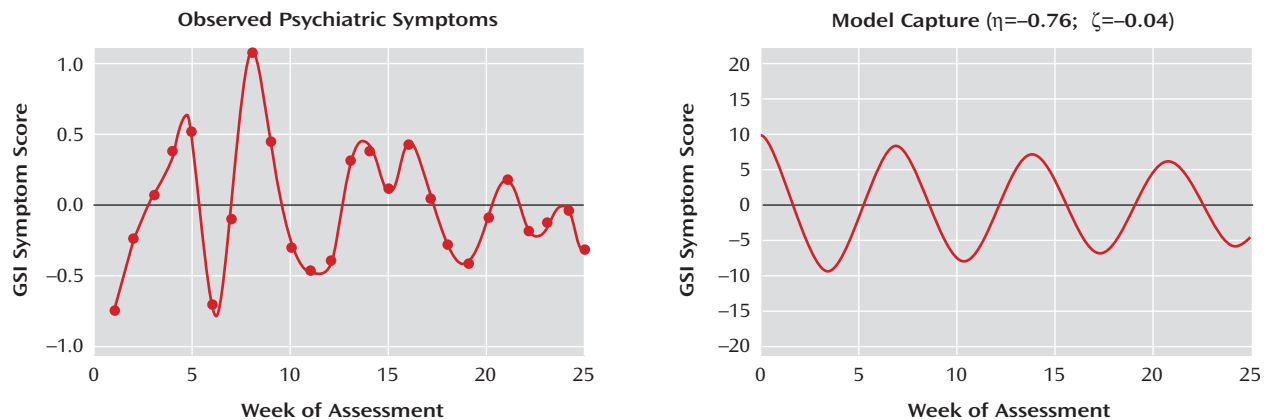 Observed Psychiatric Symptoms
GSI Symptom Score
1.0
0.5
0.0
–0.5
–1.0
0 5 10 15 20 25
Week of Assessment
Model Capture (η=–0.76; ζ=–0.04)
GSI Symptom Score
20
15
10
5
0
–5
–10
–15
–20
0 5 10 15 20 25
Week of Assessment